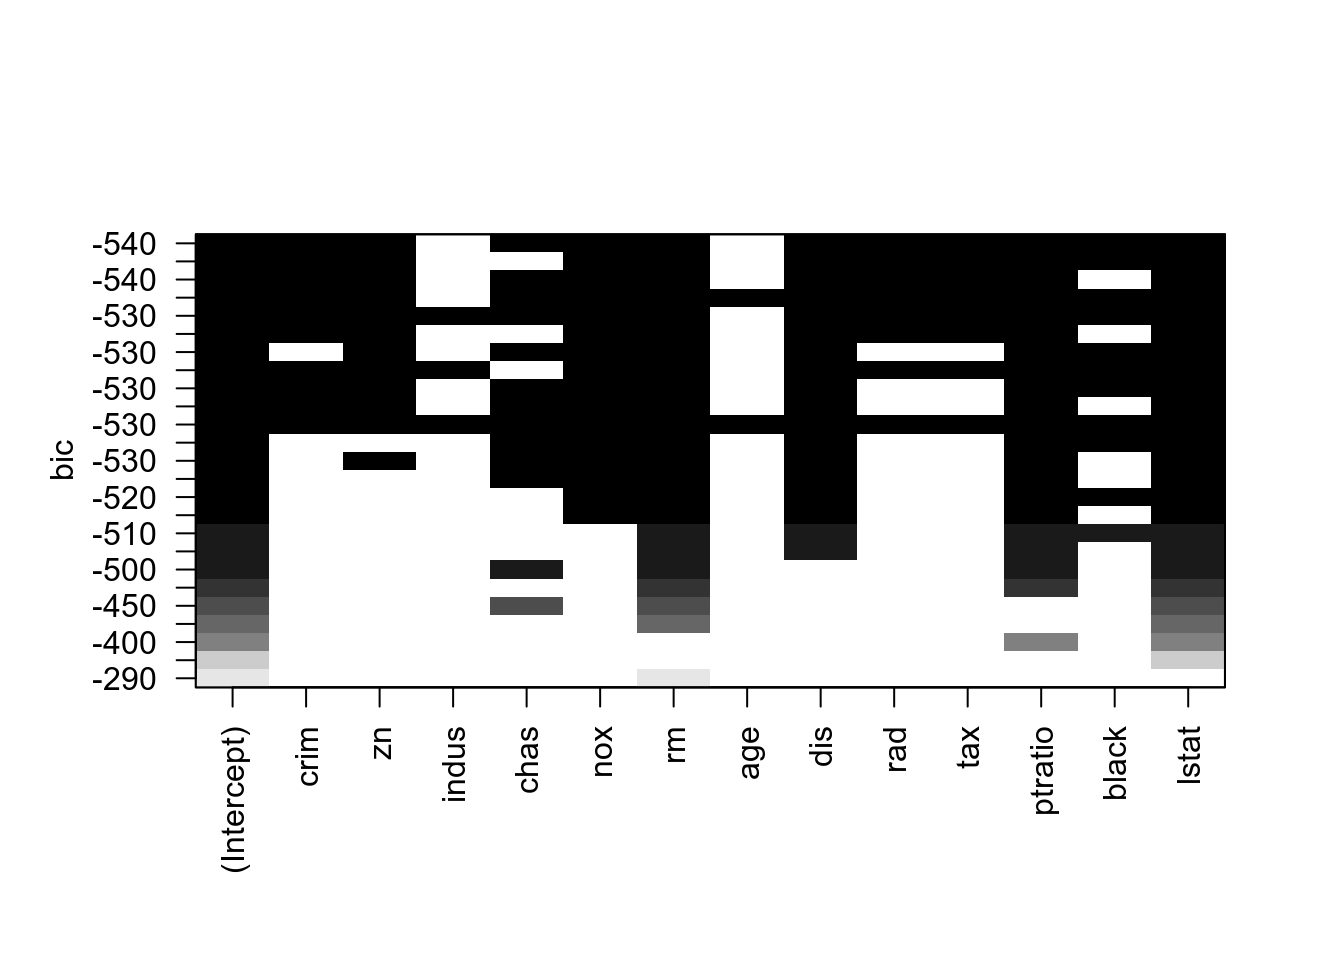 -540
-540
-530
-530
-530
-530
-530
-520
-510
-500
-450
-400
-290
bic
(Intercept)
crim
zn
indus
chas
nox
rm
age
dis
rad
tax
ptratio
black
lstat